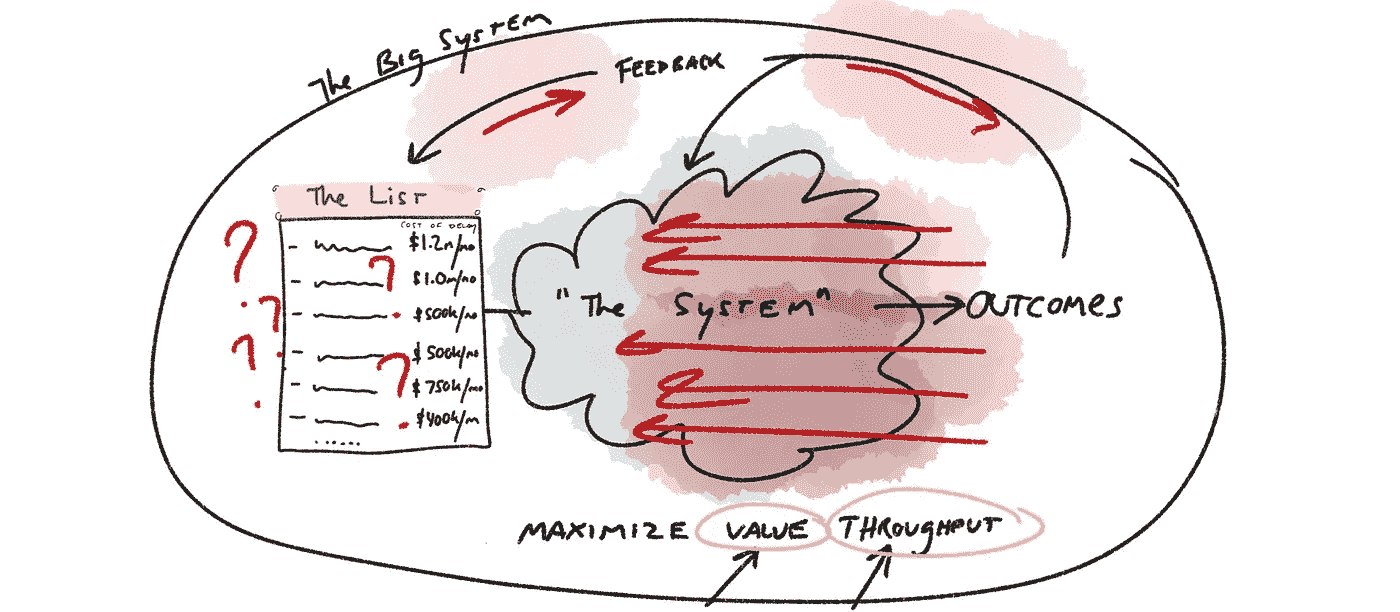 The Big System
FEEDBACK
The List
COST OF DELAY
$1.2m/mo
$1.0m/mo
$500k/mo
$500k/mo
$750k/mo
$400k/m
"The System"
OUTCOMES
MAXIMIZE VALUE THROUGHPUT
? ? ? ? ?